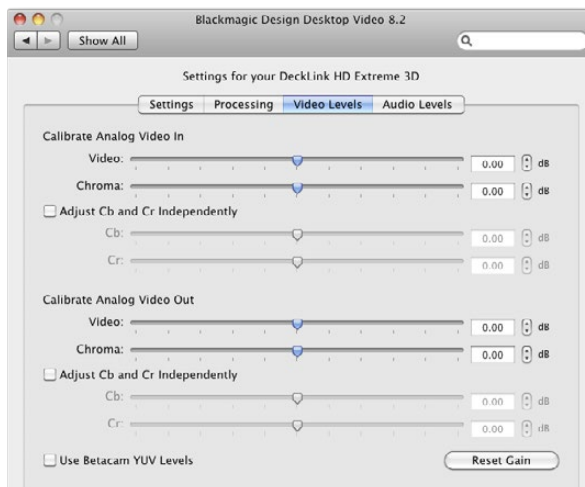 Blackmagic Design Desktop Video 8.2
Show All
Settings for your DeckLink HD Extreme 3D
Settings Processing Video Levels Audio Levels
Calibrate Analog Video In
Video: 0.00 dB
Chroma: 0.00 dB
Adjust Cb and Cr Independently
Cb: 0.00 dB
Cr: 0.00 dB
Calibrate Analog Video Out
Video: 0.00 dB
Chroma: 0.00 dB
Adjust Cb and Cr Independently
Cb: 0.00 dB
Cr: 0.00 dB
Use Betacam YUV Levels Reset Gain